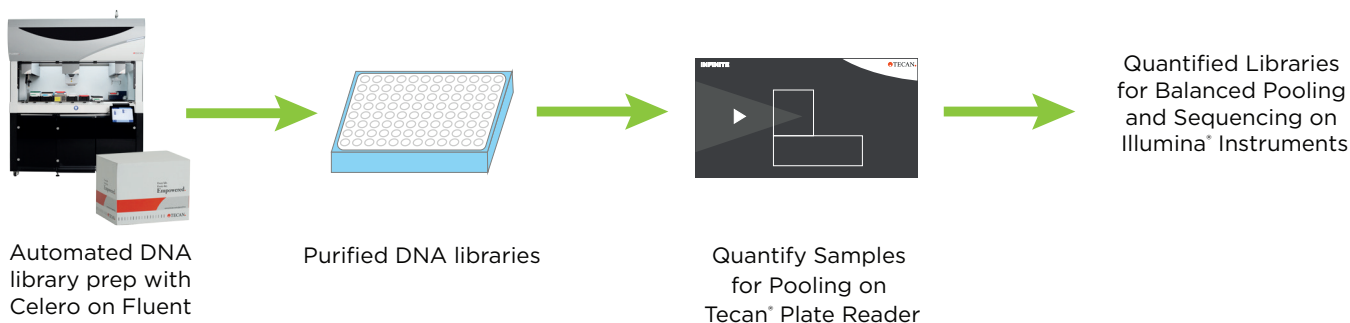 INFINITE
TECAN.
Quantified Libraries
for Balanced Pooling
and Sequencing on
Illumina® Instruments
Empowered.
TECAN.
Automated DNA
library prep with
Celero on Fluent
Purified DNA libraries
Quantify Samples
for Pooling on
Tecan® Plate Reader